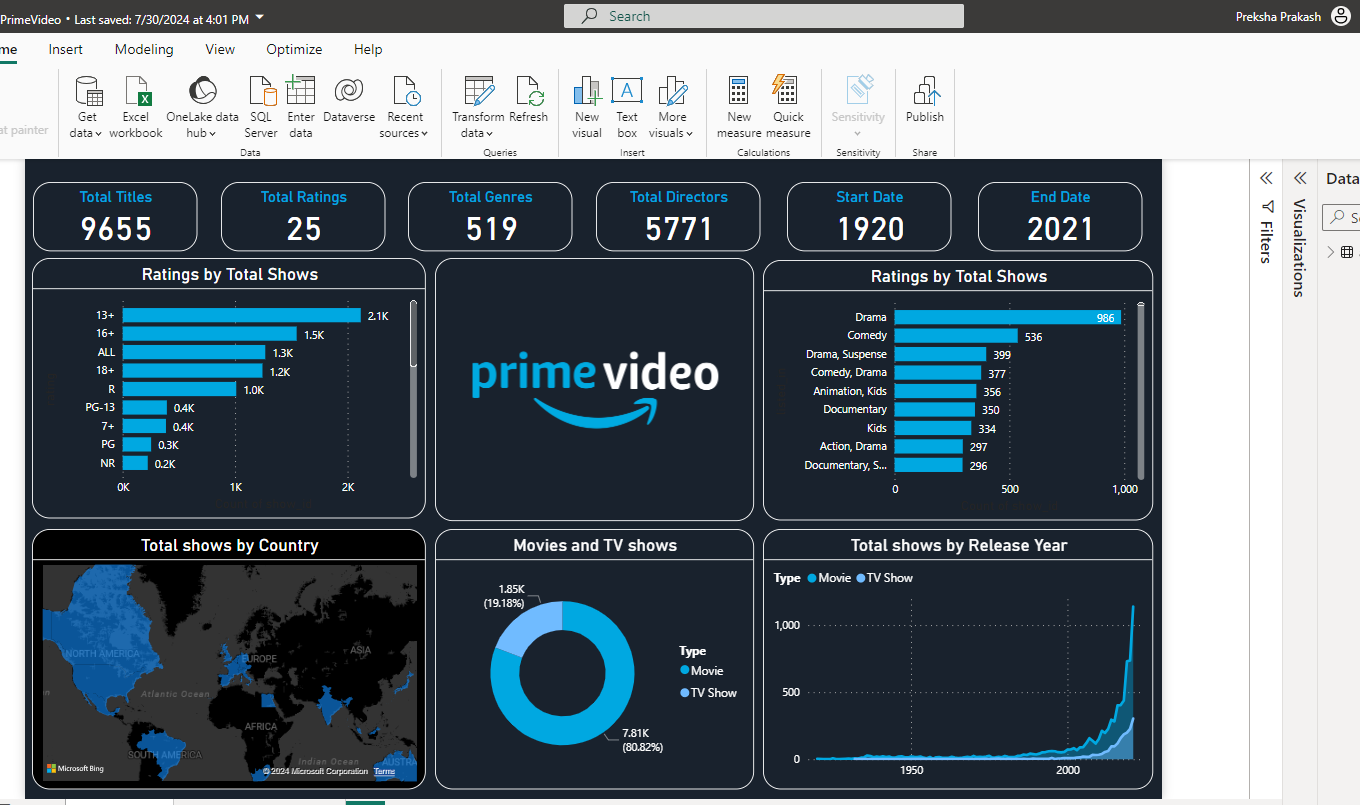 PrimeVideo • Last saved: 7/30/2024 at 4:01 PM
Search
Preksha Prakash
me
Insert
Modeling
View
Optimize
Help
at painter
Get data
Excel workbook
OneLake data hub
SQL Server
Enter data
Dataverse
Recent sources
Transform data
Refresh
New visual
Text box
More visuals
New measure
Quick measure
Sensitivity
Publish
Data
Queries
Insert
Calculations
Sensitivity
Share
Total Titles
9655
Total Ratings
25
Total Genres
519
Total Directors
5771
Start Date
1920
End Date
2021
Filters
Visualizations
Data
Se
Ratings by Total Shows
13+ 2.1K
16+ 1.5K
ALL 1.3K
18+ 1.2K
R 1.0K
PG-13 0.4K
7+ 0.4K
PG 0.3K
NR 0.2K
0K 1K 2K
prime video
Ratings by Total Shows
Drama 986
Comedy 536
Drama, Suspense 399
Comedy, Drama 377
Animation, Kids 356
Documentary 350
Kids 334
Action, Drama 297
Documentary, S... 296
0 500 1,000
Total shows by Country
NORTH AMERICA
EUROPE
ASIA
Atlantic Ocean
AFRICA
SOUTH AMERICA
Indian Ocean
AUSTRA
Microsoft Bing
© 2024 Microsoft Corporation Terms
Movies and TV shows
1.85K
(19.18%)
Type
Movie
TV Show
7.81K
(80.82%)
Total shows by Release Year
Type Movie TV Show
1,000
500
0
1950 2000